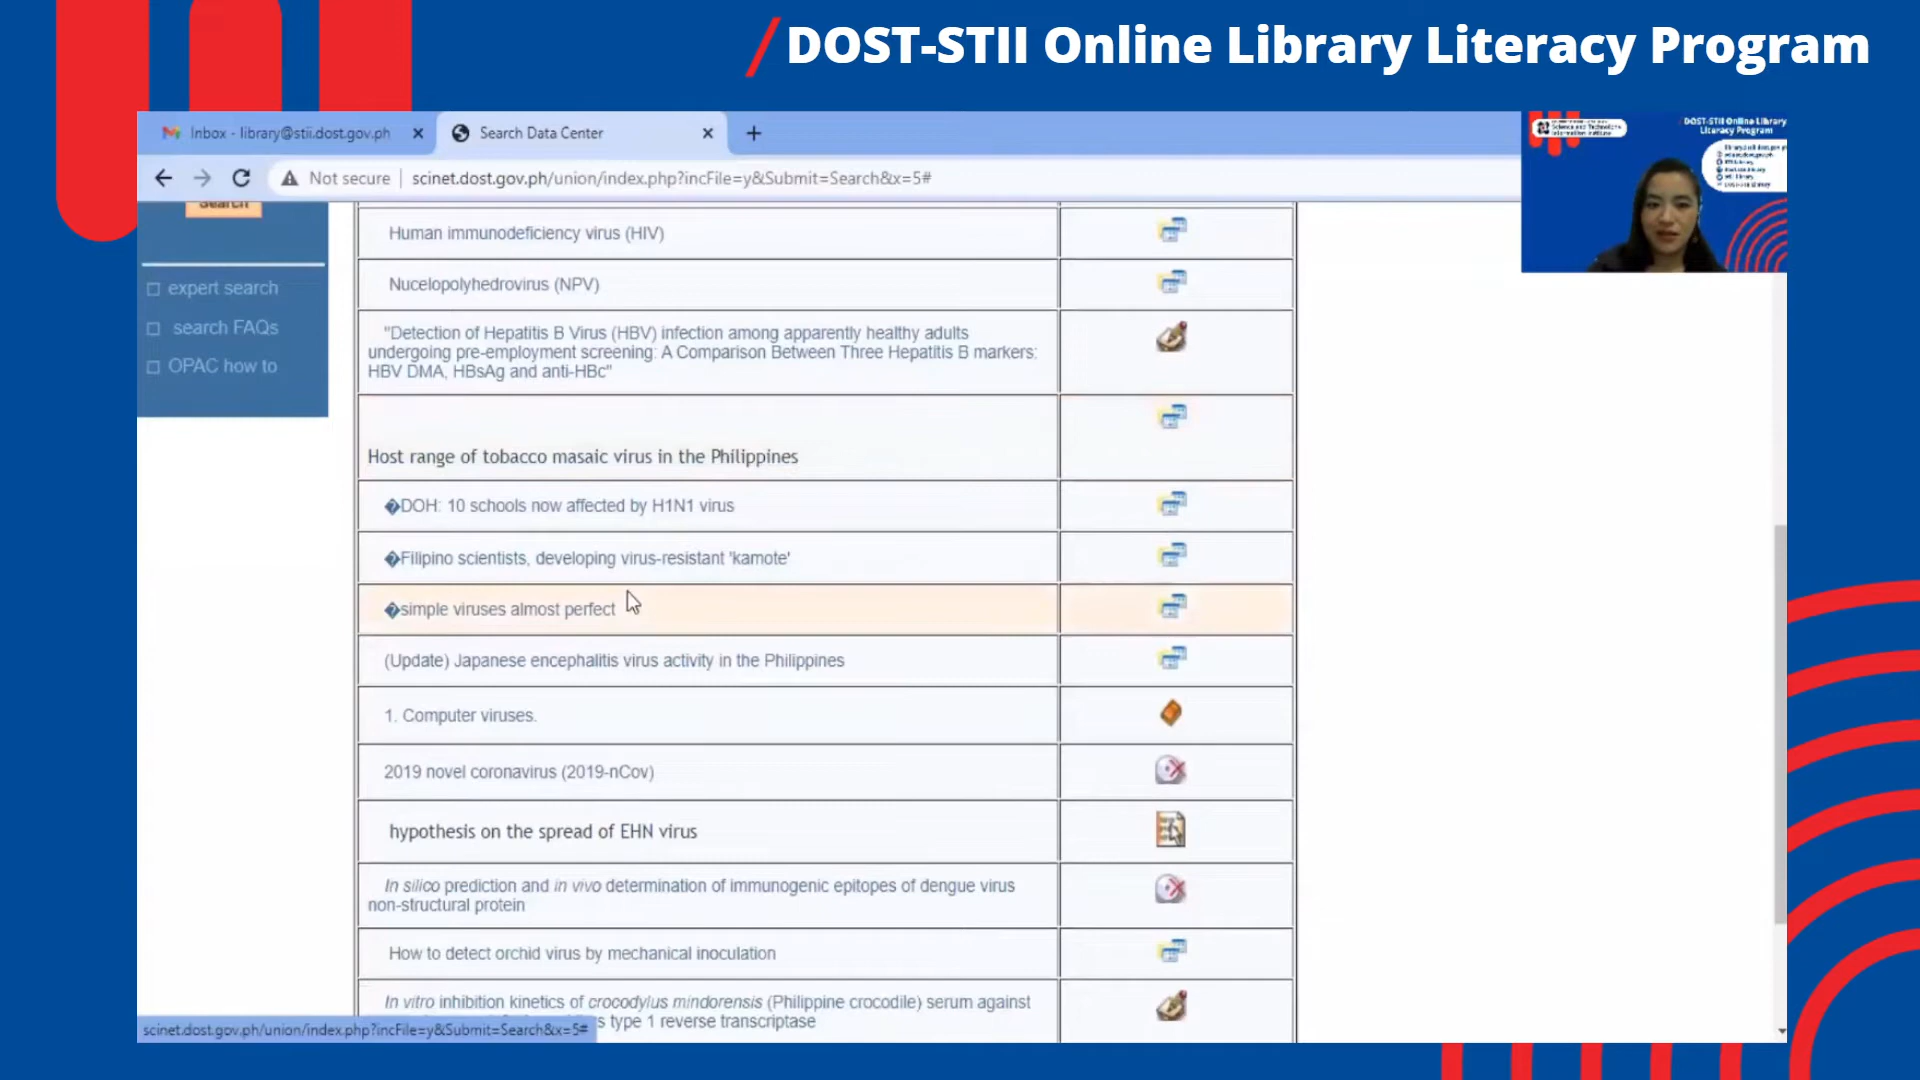 / DOST-STII Online Library Literacy Program
Inbox - library@stii.dost.gov.ph
Search Data Center
Not secure
scinet.dost.gov.ph/union/index.php?incFile=y&Submit=Search&x=5#
DOST-STII Online Library
Literacy Program
Search
expert search
search FAQs
OPAC how to
Human immunodeficiency virus (HIV)
Nucelopolyhedrovirus (NPV)
"Detection of Hepatitis B Virus (HBV) infection among apparently healthy adults
undergoing pre-employment screening: A Comparison Between Three Hepatitis B markers:
HBV DMA, HBsAg and anti-HBc"
Host range of tobacco masaic virus in the Philippines
�DOH: 10 schools now affected by H1N1 virus
�Filipino scientists, developing virus-resistant 'kamote'
�simple viruses almost perfect
(Update) Japanese encephalitis virus activity in the Philippines
1. Computer viruses.
2019 novel coronavirus (2019-nCov)
hypothesis on the spread of EHN virus
In silico prediction and in vivo determination of immunogenic epitopes of dengue virus
non-structural protein
How to detect orchid virus by mechanical inoculation
In vitro inhibition kinetics of crocodylus mindorensis (Philippine crocodile) serum against
s type 1 reverse transcriptase
scinet.dost.gov.ph/union/index.php?incFile=y&Submit=Search&x=5#